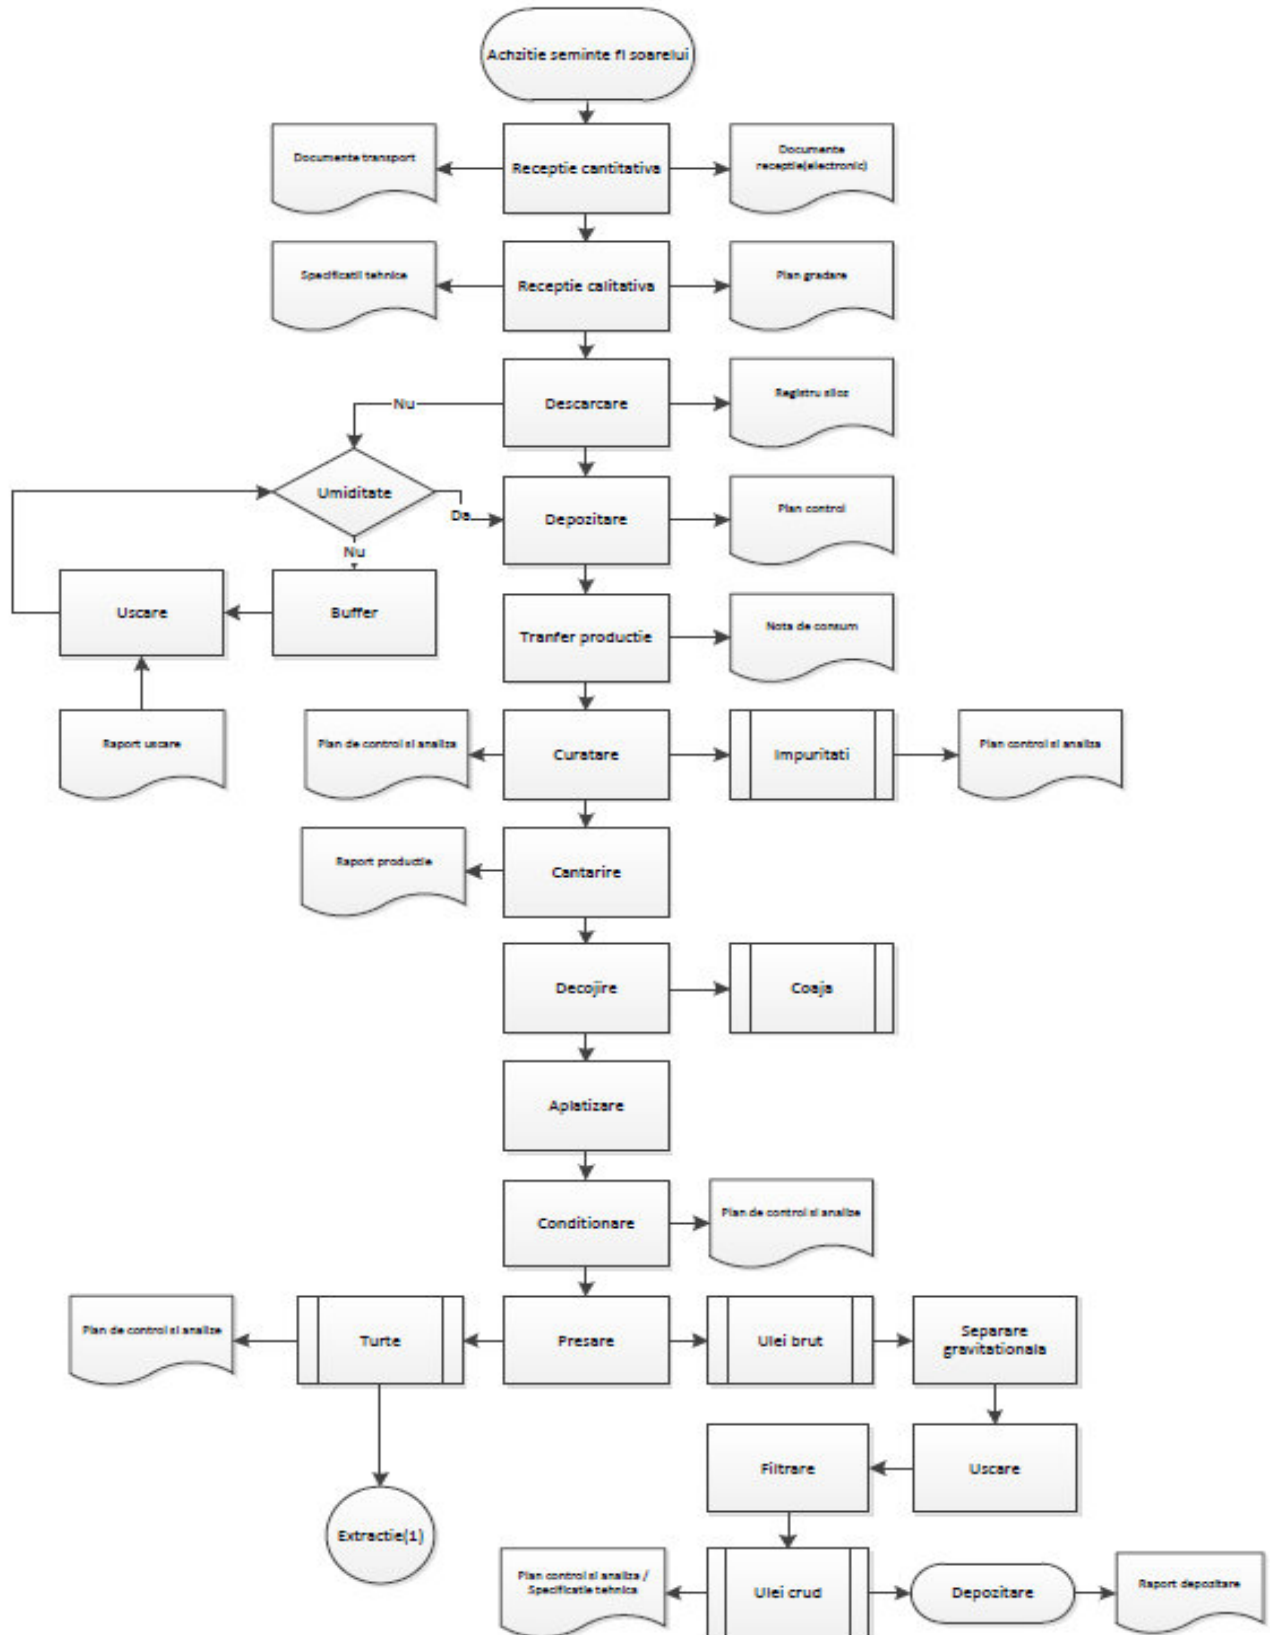 Achzitie seminte fl soarelui
Documente transport
Receptie cantitativa
Documente
receptie(electronic)
Specificatii tehnice
Receptie calitativa
Plan gradare
Nu
Descarcare
Registru siloz
Umiditate
Da
Depozitare
Plan control
Nu
Uscare
Buffer
Tranfer productie
Nota de consum
Raport uscare
Plan de control si analiza
Curatare
Impuritati
Plan control si analiza
Raport productie
Cantarire
Decojire
Coaja
Aplatizare
Conditionare
Plan de control si analize
Plan de control si analize
Turte
Presare
Ulei brut
Separare
gravitationala
Filtrare
Uscare
Extractie(1)
Plan control si analiza /
Specificatie tehnica
Ulei crud
Depozitare
Raport depozitare